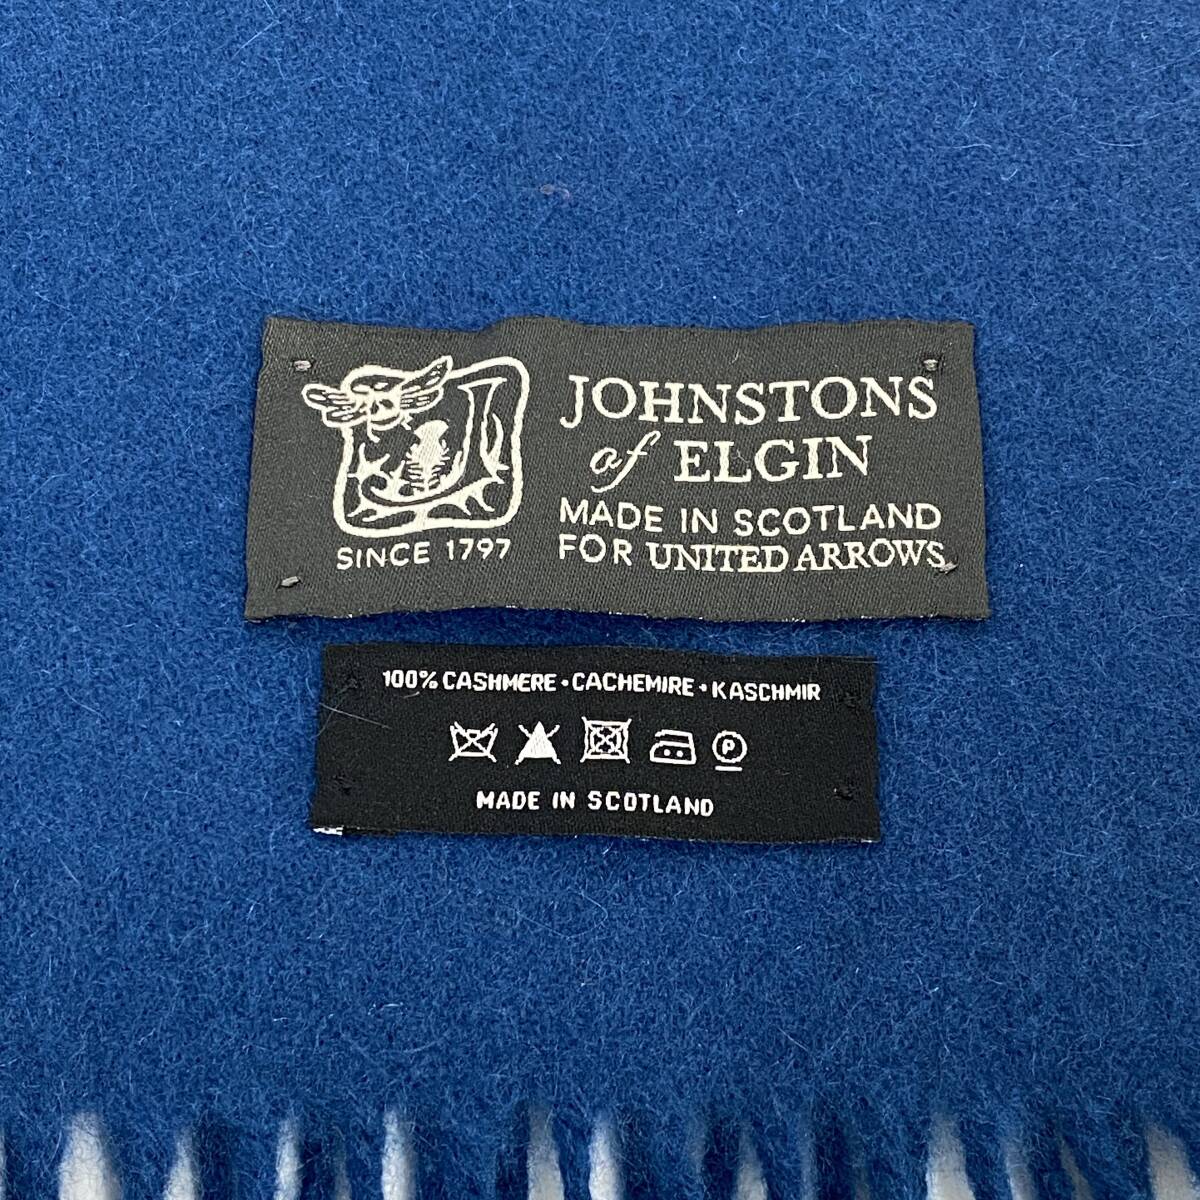 JOHNSTONS
of ELGIN
MADE IN SCOTLAND
FOR UNITED ARROWS
SINCE 1797
100% CASHMERE • CACHEMIRE • KASCHMIR
P
MADE IN SCOTLAND